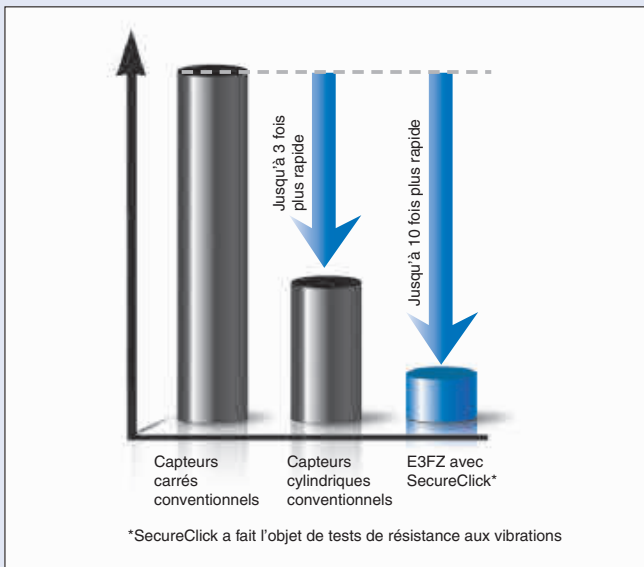 Jusqu'à 3 fois
plus rapide
Jusqu'à 10 fois plus rapide
Capteurs
carrés
conventionnels
Capteurs
cylindriques
conventionnels
E3FZ avec
SecureClick*
*SecureClick a fait l'objet de tests de résistance aux vibrations